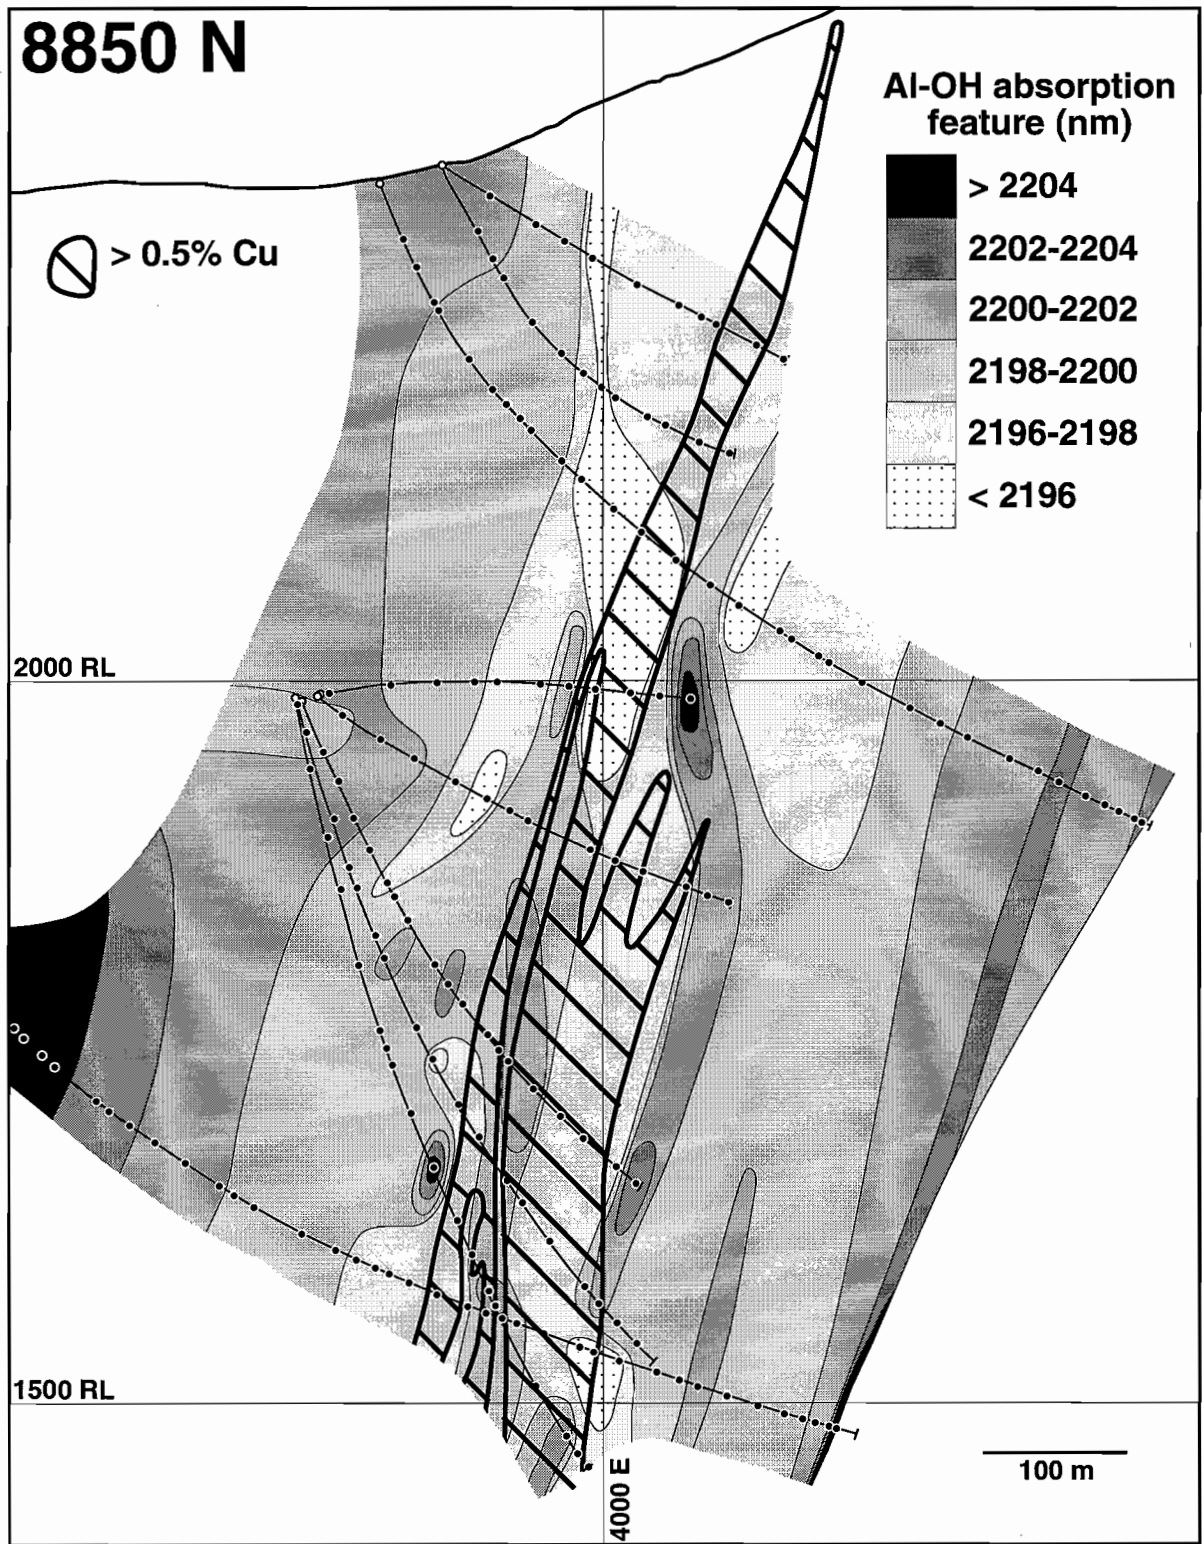 8850 N
Al-OH absorption
feature (nm)
> 2204
2202-2204
2200-2202
2198-2200
2196-2198
< 2196
> 0.5% Cu
2000 RL
1500 RL
4000 E
100 m